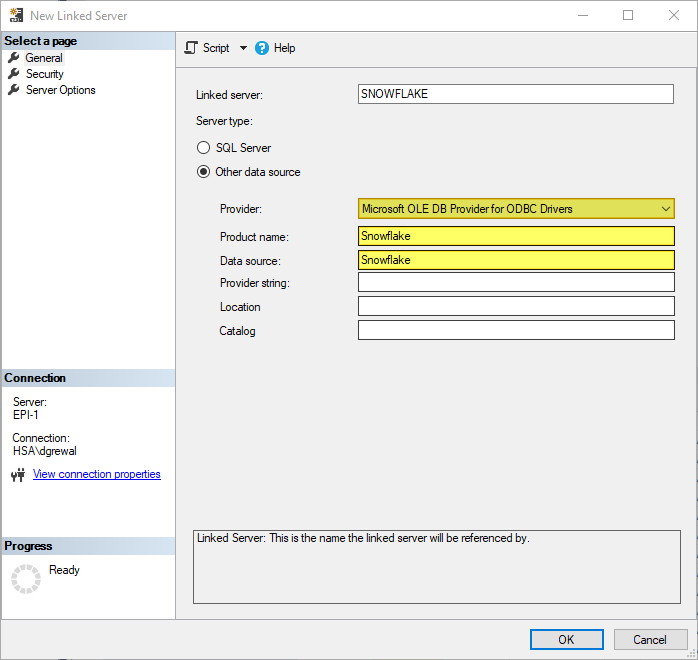 New Linked Server
Select a page
General
Security
Server Options
Script
Help
Linked server:
SNOWFLAKE
Server type:
SQL Server
Other data source
Provider:
Microsoft OLE DB Provider for ODBC Drivers
Product name:
Snowflake
Data source:
Snowflake
Provider string:
Location
Catalog
Connection
Server:
EPI-1
Connection:
HSA\dgrewal
View connection properties
Progress
Ready
Linked Server: This is the name the linked server will be referenced by.
OK
Cancel